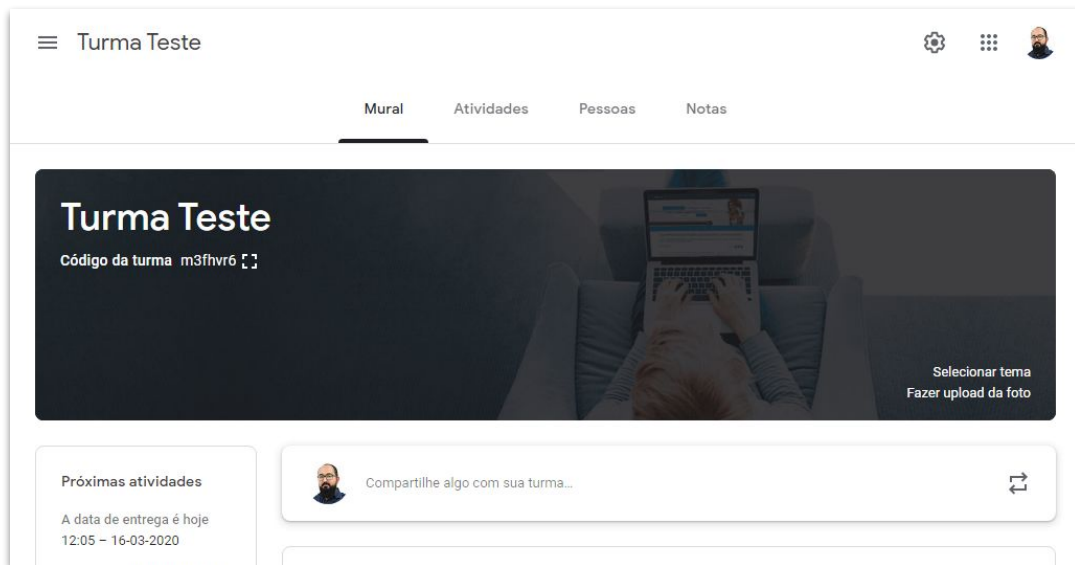 Turma Teste
Mural Atividades Pessoas Notas
Turma Teste
Código da turma m3fhvr6
Selecionar tema
Fazer upload da foto
Próximas atividades
A data de entrega é hoje
12:05 – 16-03-2020
Compartilhe algo com sua turma...